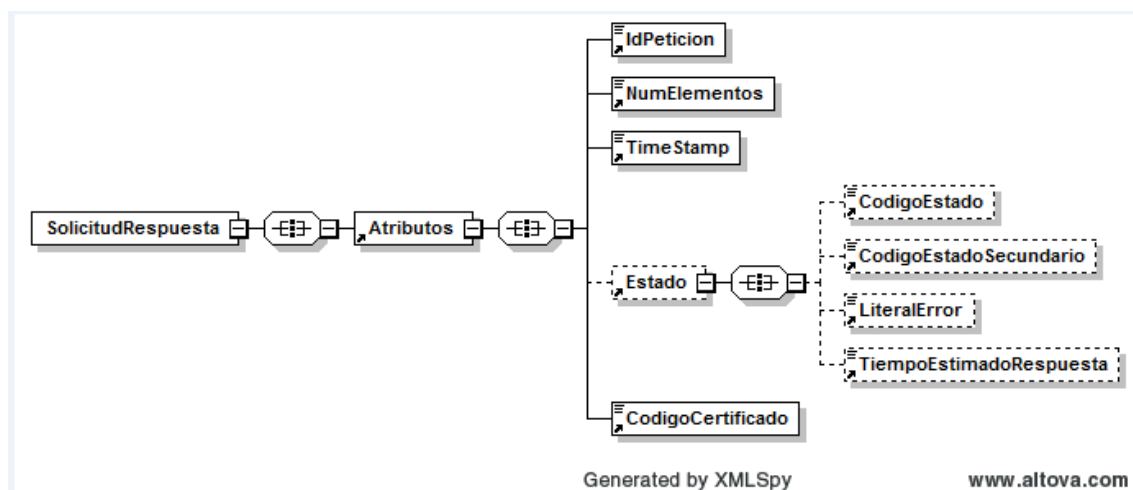 IdPeticion
NumElementos
TimeStamp
SolicitudRespuesta
Atributos
Estado
CodigoEstado
CodigoEstadoSecundario
LiteralError
TiempoEstimadoRespuesta
CodigoCertificado
Generated by XMLSpy
www.altova.com